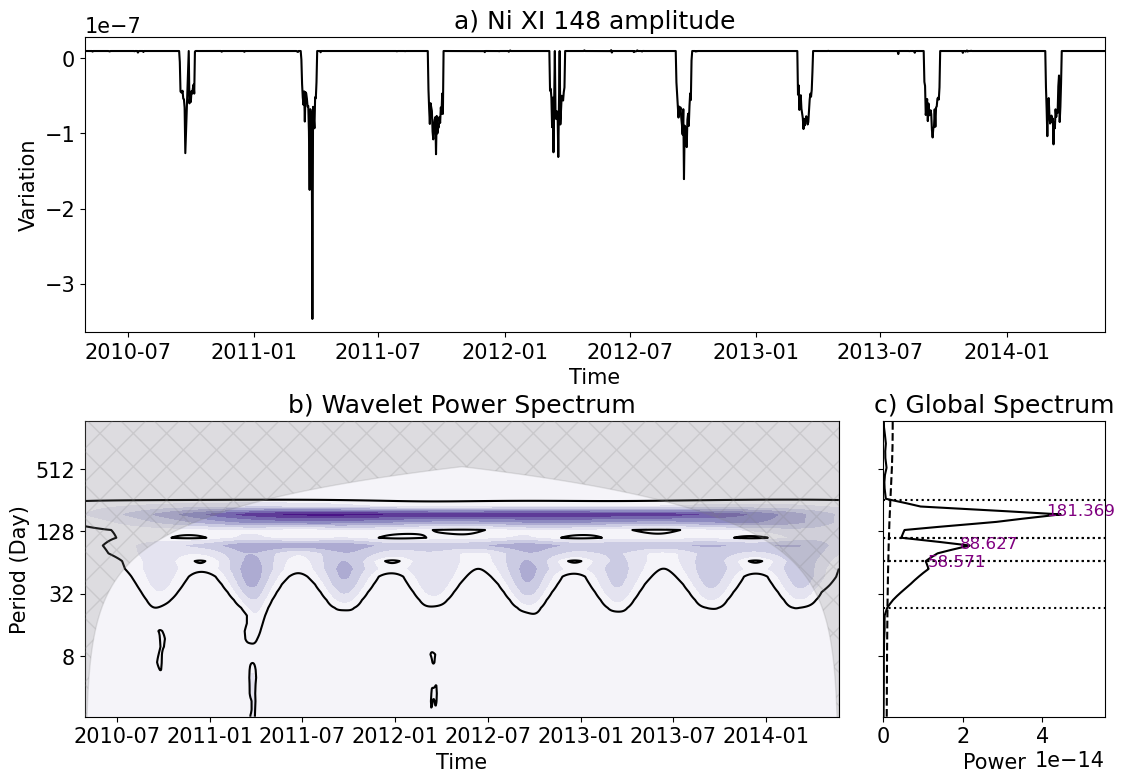 a) Ni XI 148 amplitude
1e−7
0
−1
−2
−3
Variation
2010-07 2011-01 2011-07 2012-01 2012-07 2013-01 2013-07 2014-01
Time
b) Wavelet Power Spectrum
512
128
32
8
Period (Day)
2010-07 2011-01 2011-07 2012-01 2012-07 2013-01 2013-07 2014-01
Time
c) Global Spectrum
181.369
88.627
58.571
0 2 4
Power 1e−14